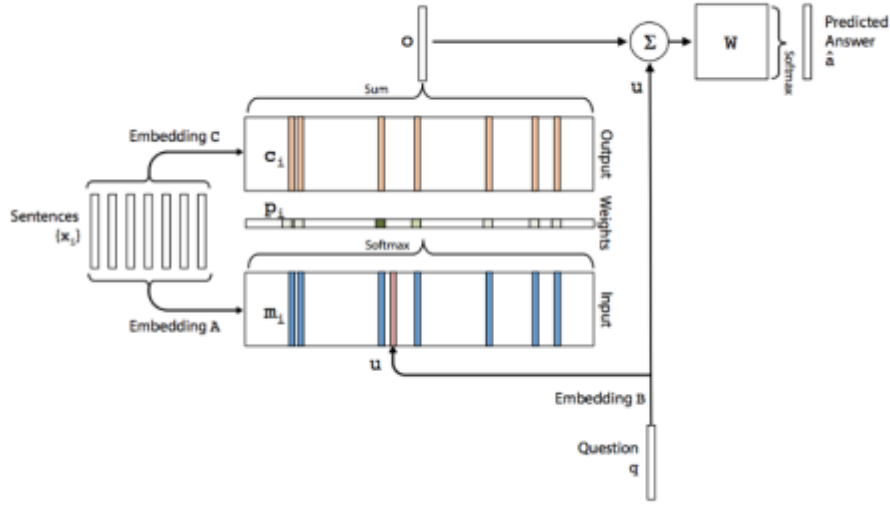 o
Σ
W
Softmax
Predicted
Answer
â
u
Sum
Embedding C
c_i
Output
Sentences
{x_i}
p_i
Weights
Softmax
Embedding A
m_i
Input
u
Embedding B
Question
q